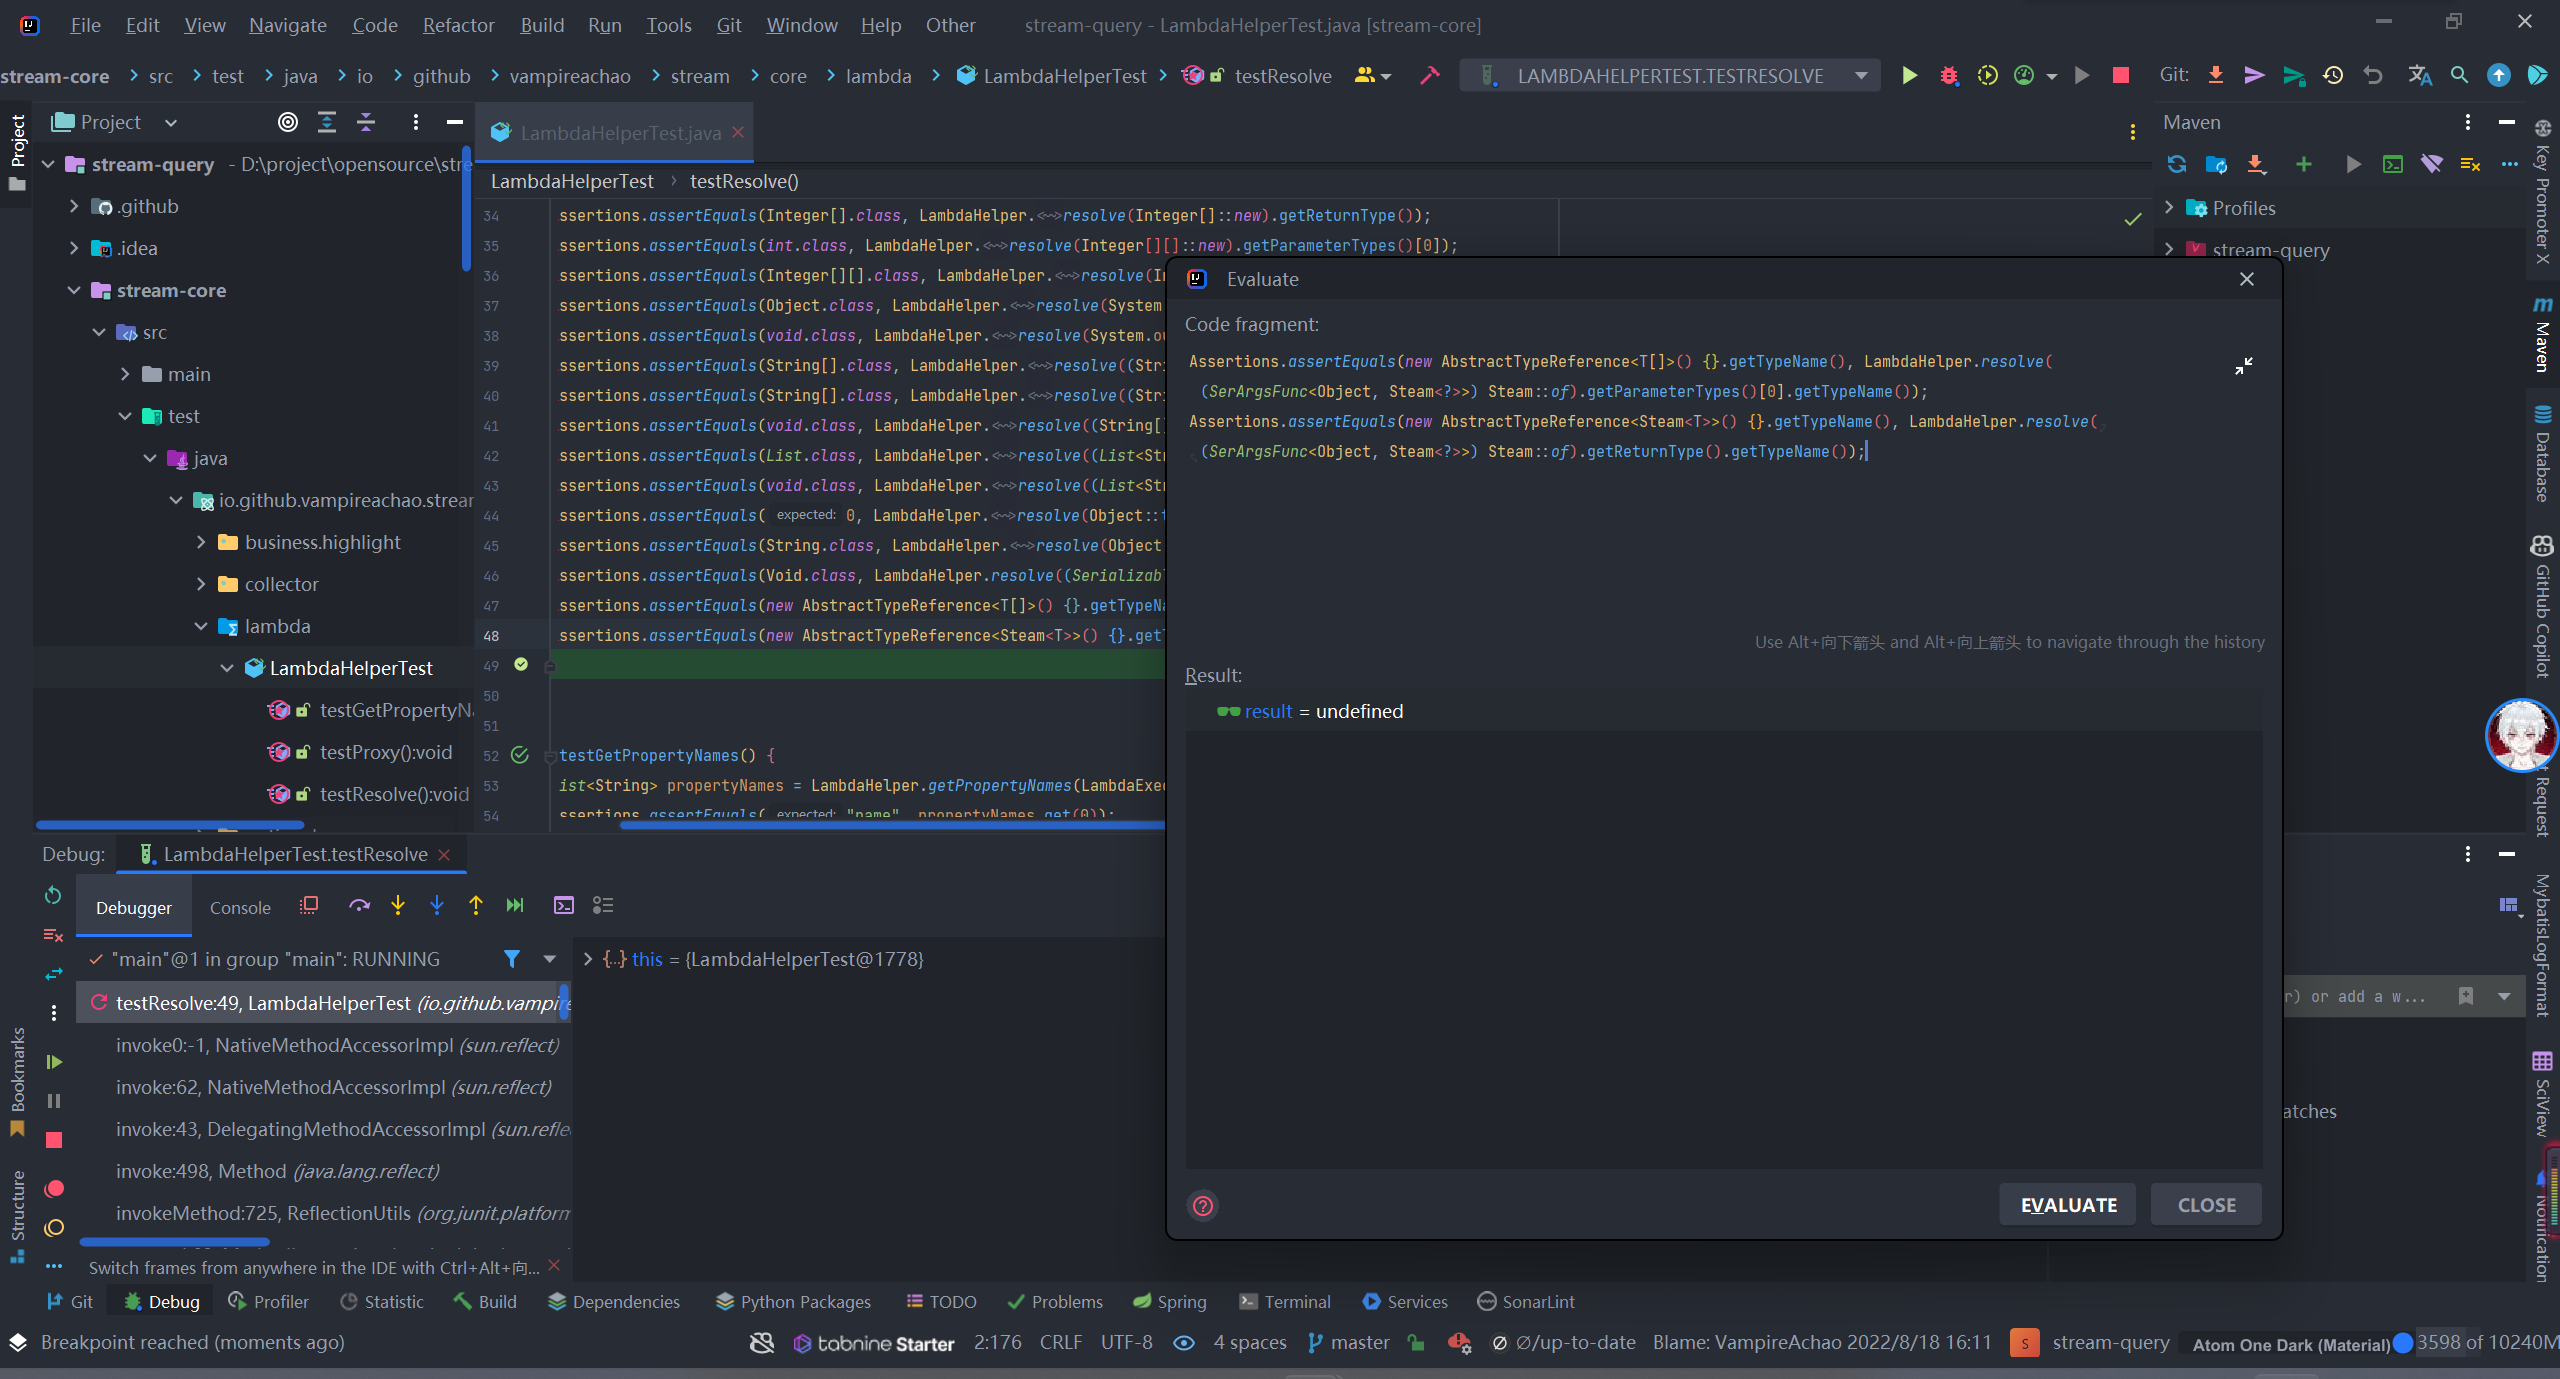 File Edit View Navigate Code Refactor Build Run Tools Git Window Help Other stream-query - LambdaHelperTest.java [stream-core]
stream-core src test java io github vampireachao stream core lambda LambdaHelperTest testResolve LAMBDAHELPERTEST.TESTRESOLVE Git:
Project
Project
stream-query - D:\project\opensource\stre
.github
.idea
stream-core
src
main
test
java
io.github.vampireachao.strear
business.highlight
collector
lambda
LambdaHelperTest
testGetPropertyNa
testProxy():void
testResolve():void
LambdaHelperTest.java
LambdaHelperTest > testResolve()
34 ssertions.assertEquals(Integer[].class, LambdaHelper.<~>resolve(Integer[]::new).getReturnType());
35 ssertions.assertEquals(int.class, LambdaHelper.<~>resolve(Integer[][]::new).getParameterTypes()[0]);
36 ssertions.assertEquals(Integer[][].class, LambdaHelper.<~>resolve(In
37 ssertions.assertEquals(Object.class, LambdaHelper.<~>resolve(System
38 ssertions.assertEquals(void.class, LambdaHelper.<~>resolve(System.ou
39 ssertions.assertEquals(String[].class, LambdaHelper.<~>resolve((Stri
40 ssertions.assertEquals(String[].class, LambdaHelper.<~>resolve((Stri
41 ssertions.assertEquals(void.class, LambdaHelper.<~>resolve((String[]
42 ssertions.assertEquals(List.class, LambdaHelper.<~>resolve((List<Str
43 ssertions.assertEquals(void.class, LambdaHelper.<~>resolve((List<Str
44 ssertions.assertEquals( expected: 0, LambdaHelper.<~>resolve(Object::t
45 ssertions.assertEquals(String.class, LambdaHelper.<~>resolve(Object
46 ssertions.assertEquals(Void.class, LambdaHelper.resolve((Serializabl
47 ssertions.assertEquals(new AbstractTypeReference<T[]>() {}.getTypeNa
48 ssertions.assertEquals(new AbstractTypeReference<Steam<T>>() {}.getT
49
50
51
52 testGetPropertyNames() {
53 ist<String> propertyNames = LambdaHelper.getPropertyNames(LambdaExec
54 ssertions.assertEquals( expected: "name", propertyNames.get(0));
Evaluate
Code fragment:
Assertions.assertEquals(new AbstractTypeReference<T[]>() {}.getTypeName(), LambdaHelper.resolve(
(SerArgsFunc<Object, Steam<?>>) Steam::of).getParameterTypes()[0].getTypeName());
Assertions.assertEquals(new AbstractTypeReference<Steam<T>>() {}.getTypeName(), LambdaHelper.resolve(
(SerArgsFunc<Object, Steam<?>>) Steam::of).getReturnType().getTypeName());
Use Alt+向下箭头 and Alt+向上箭头 to navigate through the history
Result:
result = undefined
EVALUATE CLOSE
Maven
Profiles
stream-query
Key Promoter X
Maven
Database
GitHub Copilot
t Request
MybatisLogFormat
SciView
Notification
Debug: LambdaHelperTest.testResolve
Debugger Console
"main"@1 in group "main": RUNNING
testResolve:49, LambdaHelperTest (io.github.vampire
invoke0:-1, NativeMethodAccessorImpl (sun.reflect)
invoke:62, NativeMethodAccessorImpl (sun.reflect)
invoke:43, DelegatingMethodAccessorImpl (sun.refle
invoke:498, Method (java.lang.reflect)
invokeMethod:725, ReflectionUtils (org.junit.platform
Switch frames from anywhere in the IDE with Ctrl+Alt+向...
{...} this = {LambdaHelperTest@1778}
r) or add a w...
atches
Bookmarks
Structure
Git Debug Profiler Statistic Build Dependencies Python Packages TODO Problems Spring Terminal Services SonarLint
Breakpoint reached (moments ago) tabnine Starter 2:176 CRLF UTF-8 4 spaces master Ø/up-to-date Blame: VampireAchao 2022/8/18 16:11 S stream-query Atom One Dark (Material) 3598 of 10240M